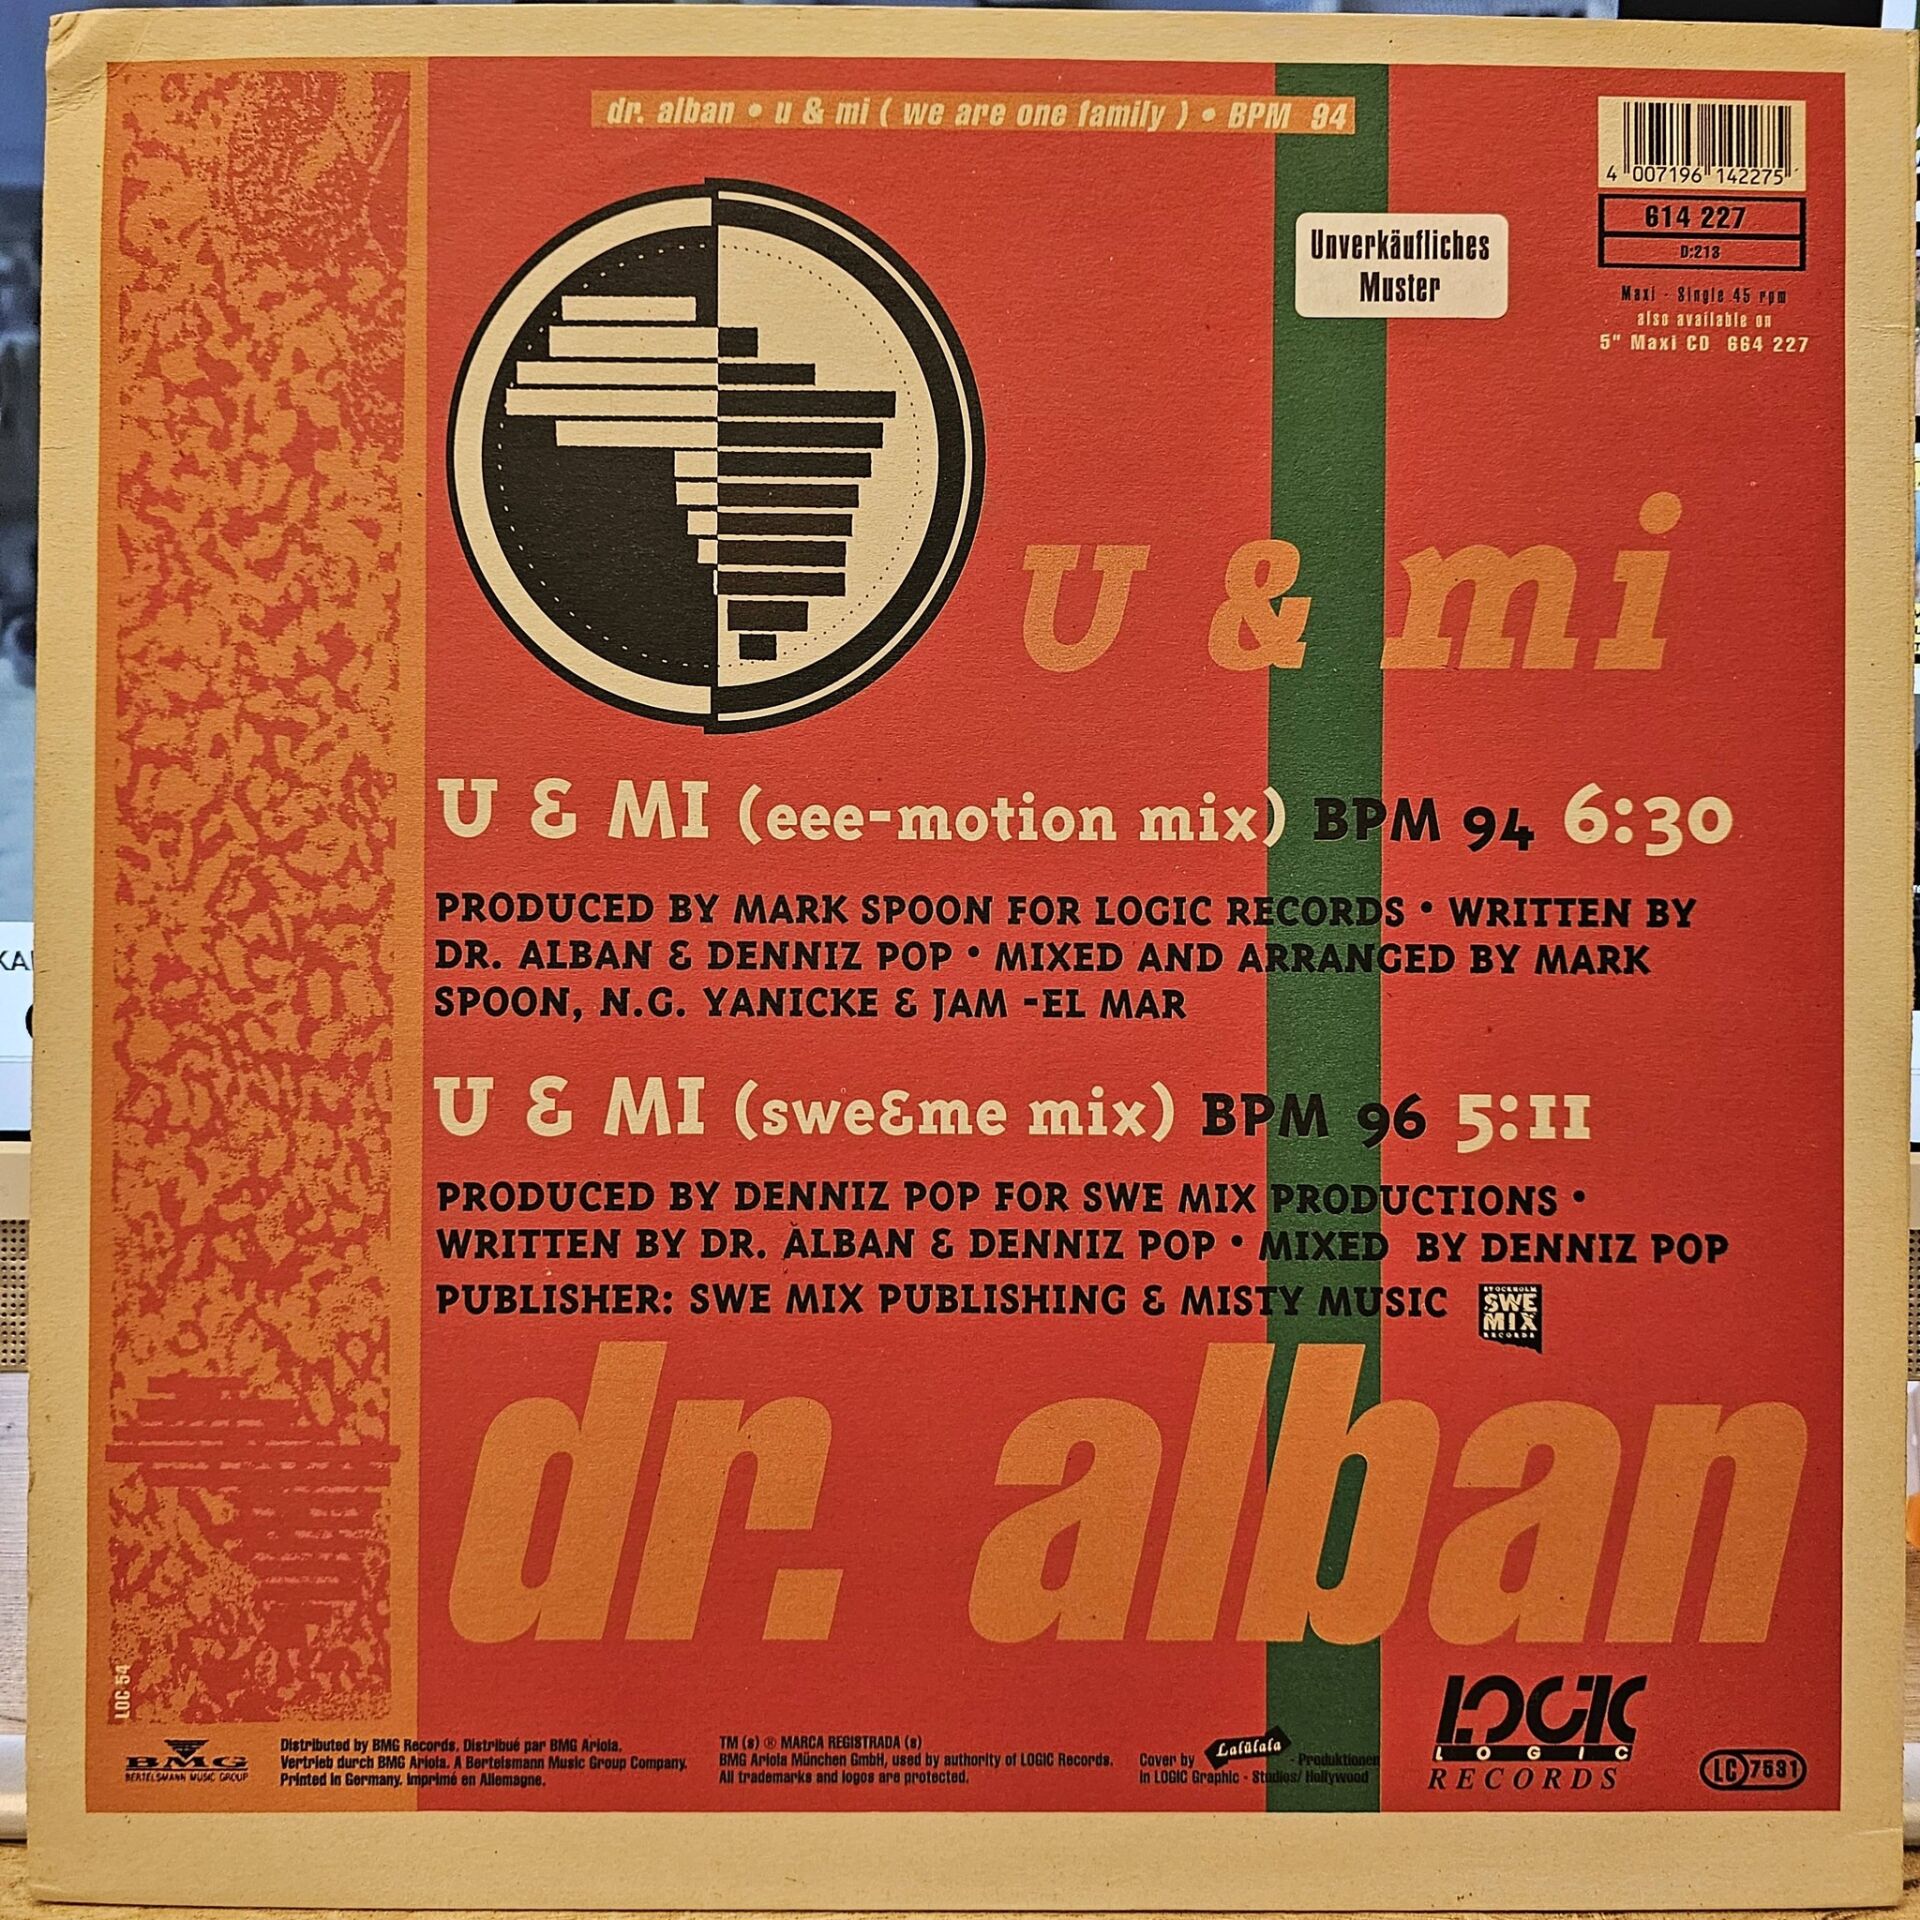 dr. alban • u & mi ( we are one family ) • BPM 94
4 007196 142275
614 227
D:213
Maxi - Single 45 rpm
also available on
5" Maxi CD 664 227
Unverkäufliches
Muster
u & mi
U & MI (eee-motion mix) BPM 94 6:30
PRODUCED BY MARK SPOON FOR LOGIC RECORDS • WRITTEN BY
DR. ALBAN & DENNIZ POP • MIXED AND ARRANGED BY MARK
SPOON, N.G. YANICKE & JAM -EL MAR
U & MI (swe&me mix) BPM 96 5:11
PRODUCED BY DENNIZ POP FOR SWE MIX PRODUCTIONS •
WRITTEN BY DR. ALBAN & DENNIZ POP • MIXED BY DENNIZ POP
PUBLISHER: SWE MIX PUBLISHING & MISTY MUSIC
STOCKHOLM
SWE
MIX
RECORDS
dr. alban
LOC 54
BMG
BERTELSMANN MUSIC GROUP
Distributed by BMG Records. Distribué par BMG Ariola.
Vertrieb durch BMG Ariola. A Bertelsmann Music Group Company.
Printed in Germany. Imprimé en Allemagne.
TM (s) ® MARCA REGISTRADA (s)
BMG Ariola München GmbH, used by authority of LOGIC Records.
All trademarks and logos are protected.
Cover by Lalülala - Produktionen
in LOGIC Graphic - Studios/ Hollywood
LOGIC
LOGIC
RECORDS
LC 7531